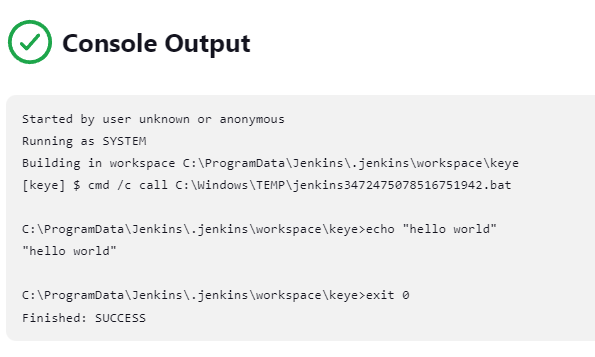 Console Output
Started by user unknown or anonymous
Running as SYSTEM
Building in workspace C:\ProgramData\Jenkins\.jenkins\workspace\keye
[keye] $ cmd /c call C:\Windows\TEMP\jenkins3472475078516751942.bat
C:\ProgramData\Jenkins\.jenkins\workspace\keye>echo "hello world"
"hello world"
C:\ProgramData\Jenkins\.jenkins\workspace\keye>exit 0
Finished: SUCCESS